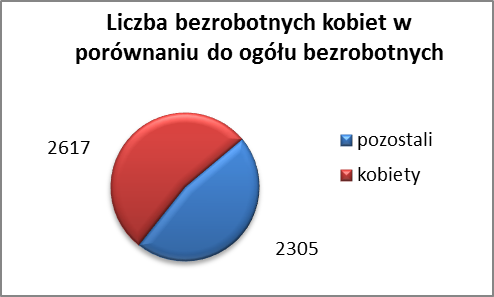 Liczba bezrobotnych kobiet w
porównaniu do ogółu bezrobotnych
2617
pozostali
kobiety
2305